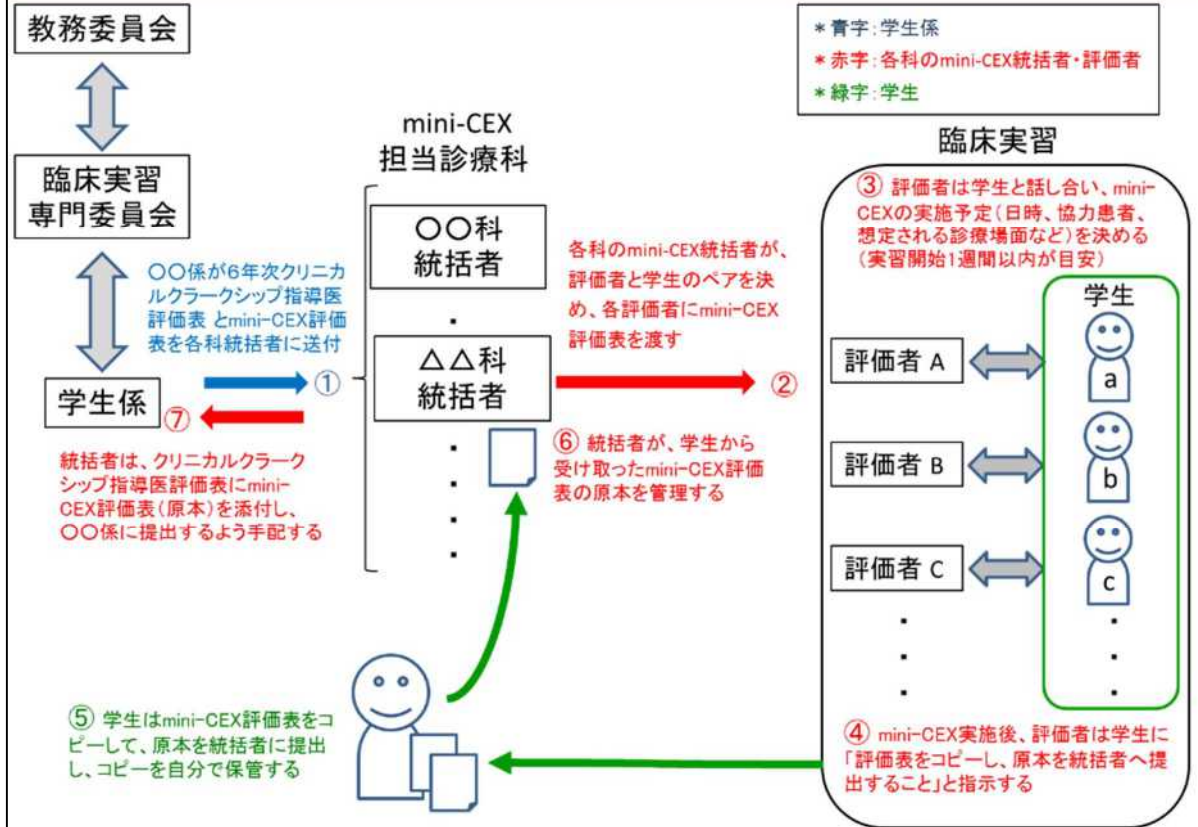 教務委員会
臨床実習
専門委員会
学生係
＊青字：学生係
＊赤字：各科のmini-CEX統括者・評価者
＊緑字：学生
mini-CEX
担当診療科
〇〇科
統括者
・
△△科
統括者
・
・
・
・
〇〇係が６年次クリニカ
ルクラークシップ指導医
評価表 とmini-CEX評価
表を各科統括者に送付
①
各科のmini-CEX統括者が、
評価者と学生のペアを決
め、各評価者にmini-CEX
評価表を渡す
②
臨床実習
③ 評価者は学生と話し合い、mini-
CEXの実施予定（日時、協力患者、
想定される診療場面など）を決める
（実習開始1週間以内が目安）
学生
評価者 A
a
評価者 B
b
評価者 C
c
・ ・
・ ・
・ ・
④ mini-CEX実施後、評価者は学生に
「評価表をコピーし、原本を統括者へ提
出すること」と指示する
⑤ 学生はmini-CEX評価表をコ
ピーして、原本を統括者に提出
し、コピーを自分で保管する
⑥ 統括者が、学生から
受け取ったmini-CEX評価
表の原本を管理する
⑦
統括者は、クリニカルクラーク
シップ指導医評価表にmini-
CEX評価表（原本）を添付し、
〇〇係に提出するよう手配する